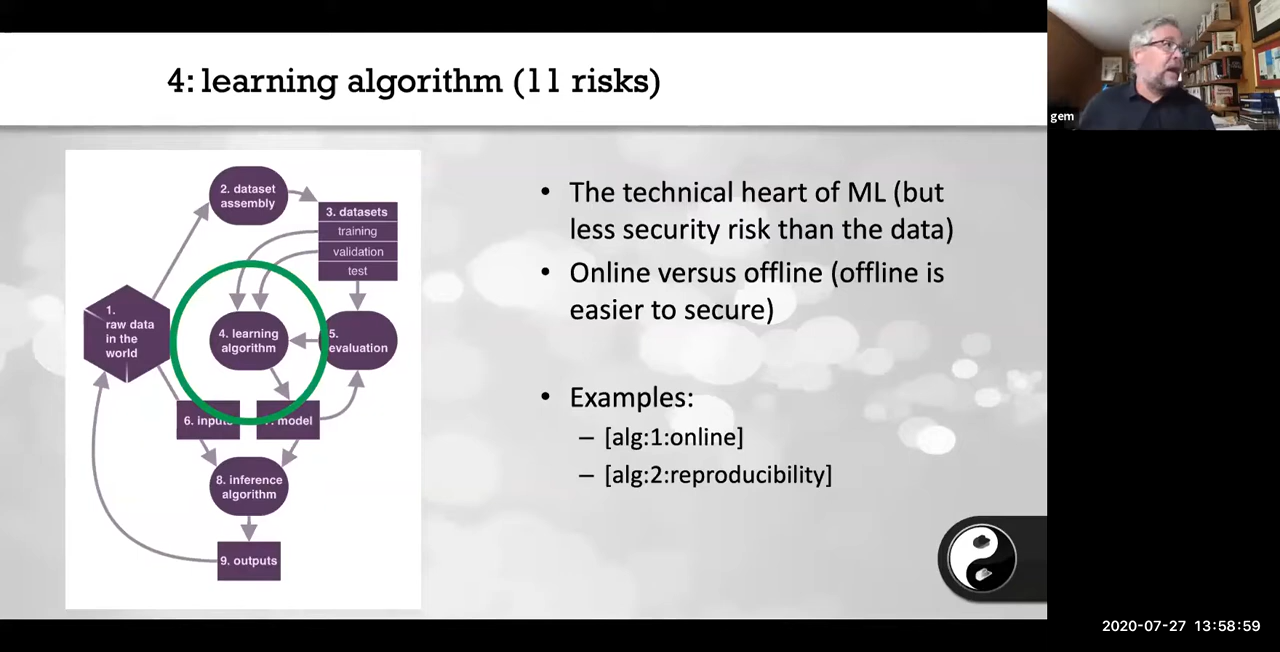 4: learning algorithm (11 risks)
gem
2. dataset
assembly
3. datasets
training
validation
test
1.
raw data
in the
world
4. learning
algorithm
5.
evaluation
6. inputs
model
8. inference
algorithm
9. outputs
• The technical heart of ML (but
less security risk than the data)
• Online versus offline (offline is
easier to secure)
• Examples:
– [alg:1:online]
– [alg:2:reproducibility]
2020-07-27 13:58:59